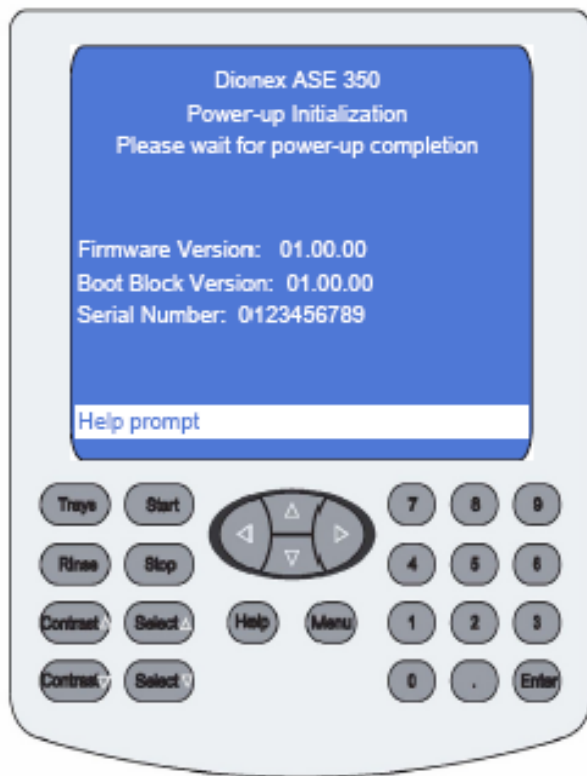 Dionex ASE 350
Power-up Initialization
Please wait for power-up completion
Firmware Version: 01.00.00
Boot Block Version: 01.00.00
Serial Number: 0123456789
Help prompt
Trays Start 7 8 9
Rinse Stop 4 5 6
Contrast△ Select△ Help Menu 1 2 3
Contrast▽ Select▽ 0 . Enter